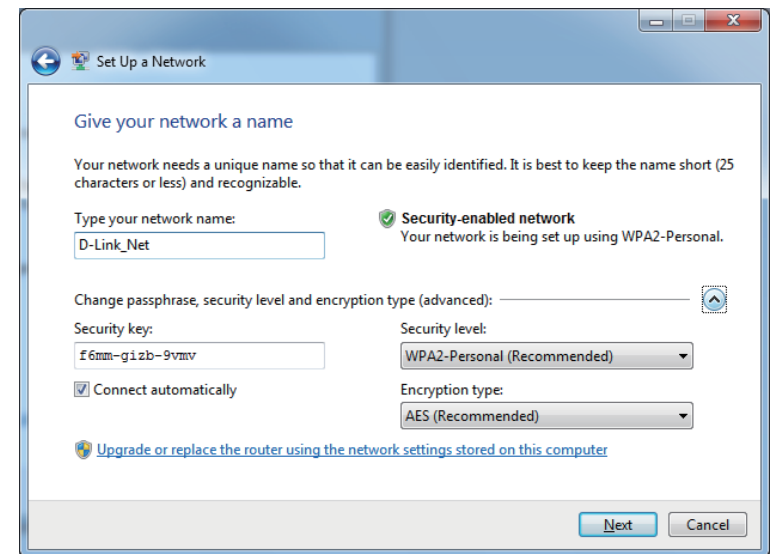 Set Up a Network
Give your network a name
Your network needs a unique name so that it can be easily identified. It is best to keep the name short (25
characters or less) and recognizable.
Type your network name:
D-Link_Net
Security-enabled network
Your network is being set up using WPA2-Personal.
Change passphrase, security level and encryption type (advanced):
Security key:
f6mm-gizb-9vmv
Security level:
WPA2-Personal (Recommended)
Connect automatically
Encryption type:
AES (Recommended)
Upgrade or replace the router using the network settings stored on this computer
Next
Cancel